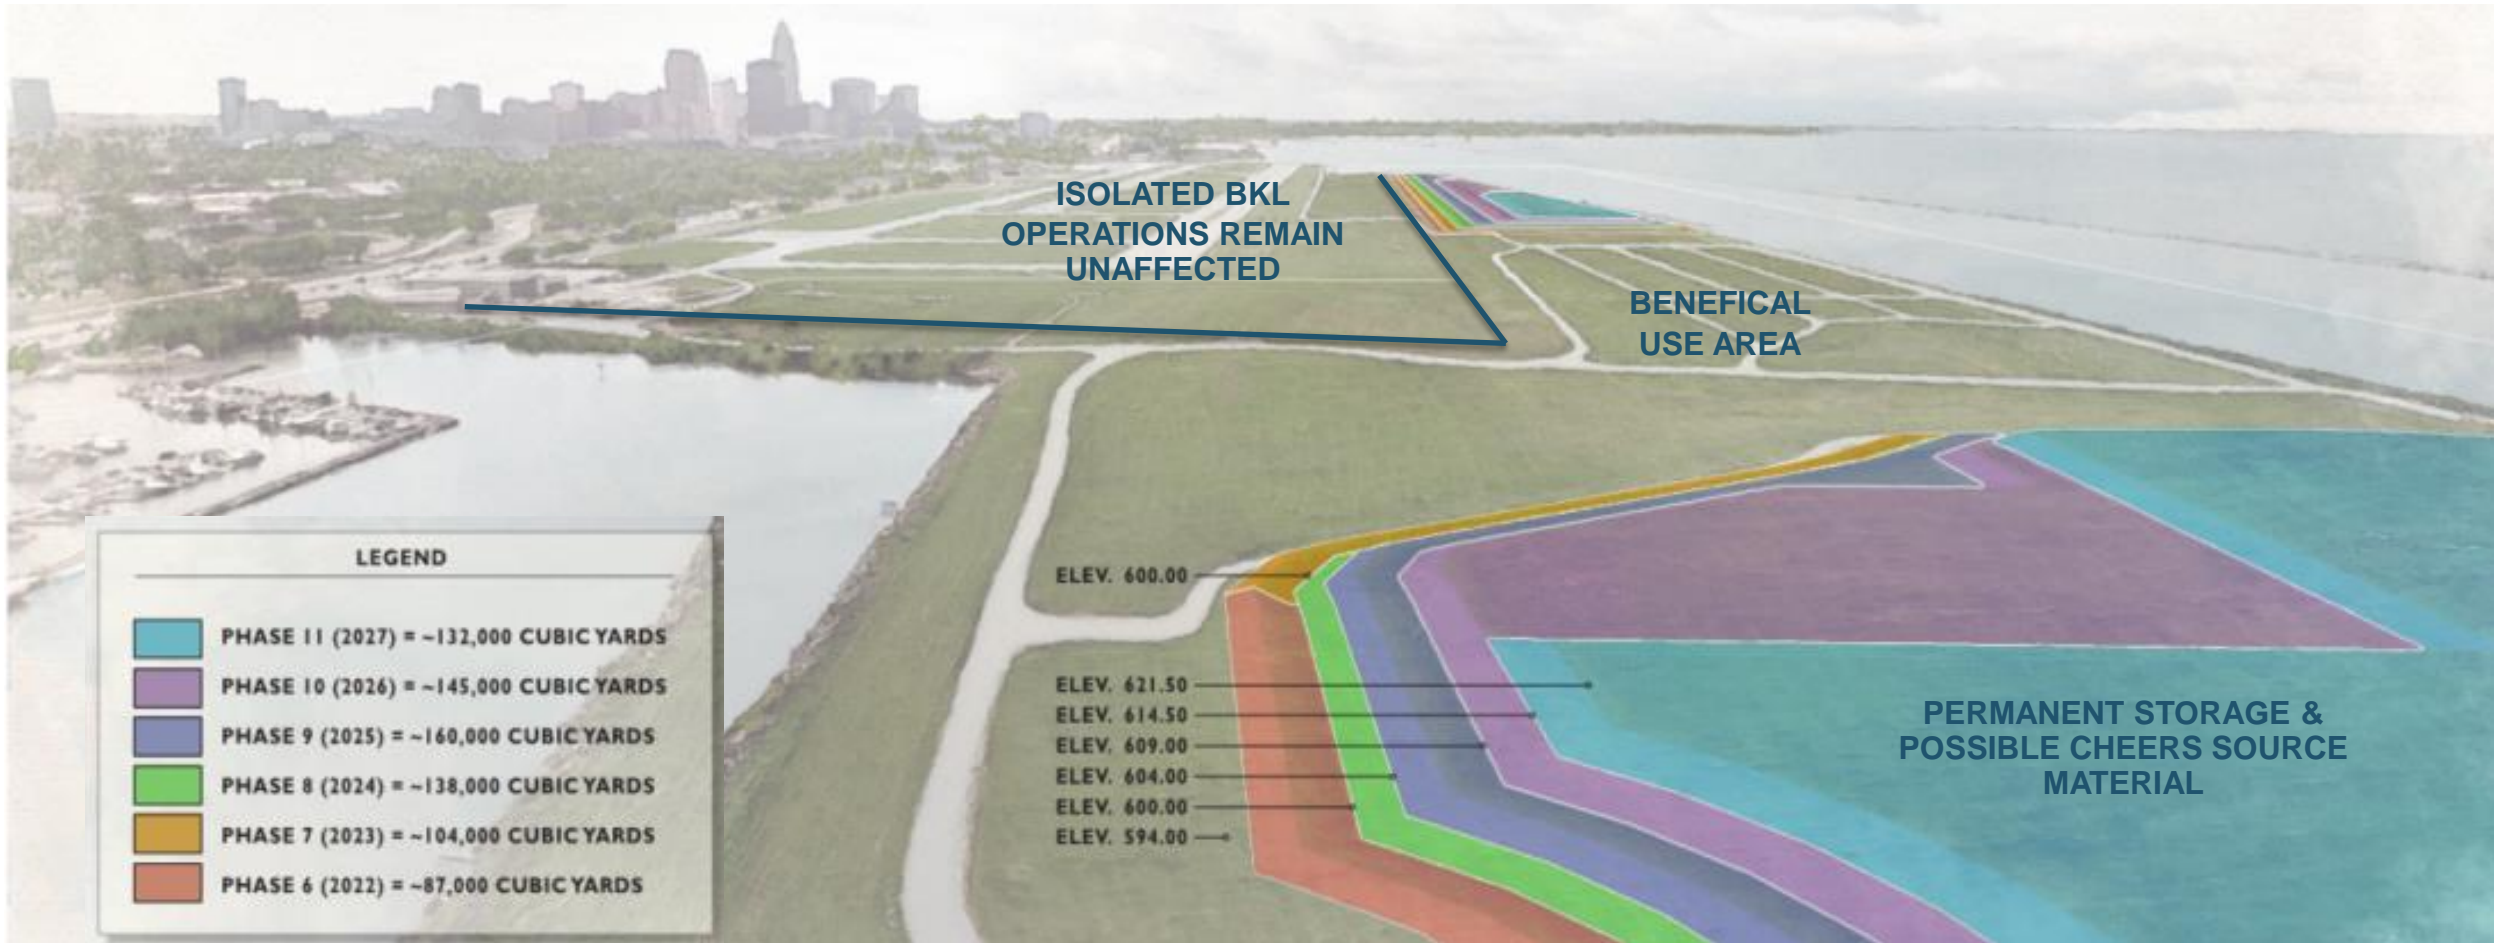 ISOLATED BKL
OPERATIONS REMAIN
UNAFFECTED
BENEFICAL
USE AREA
ELEV. 600.00
ELEV. 621.50
ELEV. 614.50
ELEV. 609.00
ELEV. 604.00
ELEV. 600.00
ELEV. 594.00
PERMANENT STORAGE &
POSSIBLE CHEERS SOURCE
MATERIAL
LEGEND
PHASE 11 (2027) = ~132,000 CUBIC YARDS
PHASE 10 (2026) = ~145,000 CUBIC YARDS
PHASE 9 (2025) = ~160,000 CUBIC YARDS
PHASE 8 (2024) = ~138,000 CUBIC YARDS
PHASE 7 (2023) = ~104,000 CUBIC YARDS
PHASE 6 (2022) = ~87,000 CUBIC YARDS